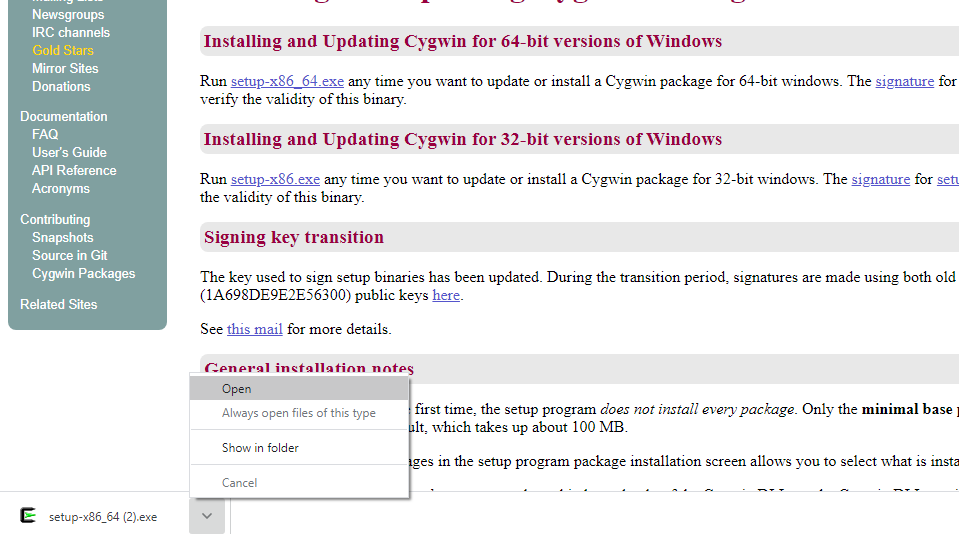 Newsgroups
IRC channels
Gold Stars
Mirror Sites
Donations
Documentation
FAQ
User's Guide
API Reference
Acronyms
Contributing
Snapshots
Source in Git
Cygwin Packages
Related Sites
Installing and Updating Cygwin for 64-bit versions of Windows
Run setup-x86_64.exe any time you want to update or install a Cygwin package for 64-bit windows. The signature for
verify the validity of this binary.
Installing and Updating Cygwin for 32-bit versions of Windows
Run setup-x86.exe any time you want to update or install a Cygwin package for 32-bit windows. The signature for setu
the validity of this binary.
Signing key transition
The key used to sign setup binaries has been updated. During the transition period, signatures are made using both old
(1A698DE9E2E56300) public keys here.
See this mail for more details.
General installation notes
first time, the setup program does not install every package. Only the minimal base p
ult, which takes up about 100 MB.
ages in the setup program package installation screen allows you to select what is insta
Open
Always open files of this type
Show in folder
Cancel
setup-x86_64 (2).exe